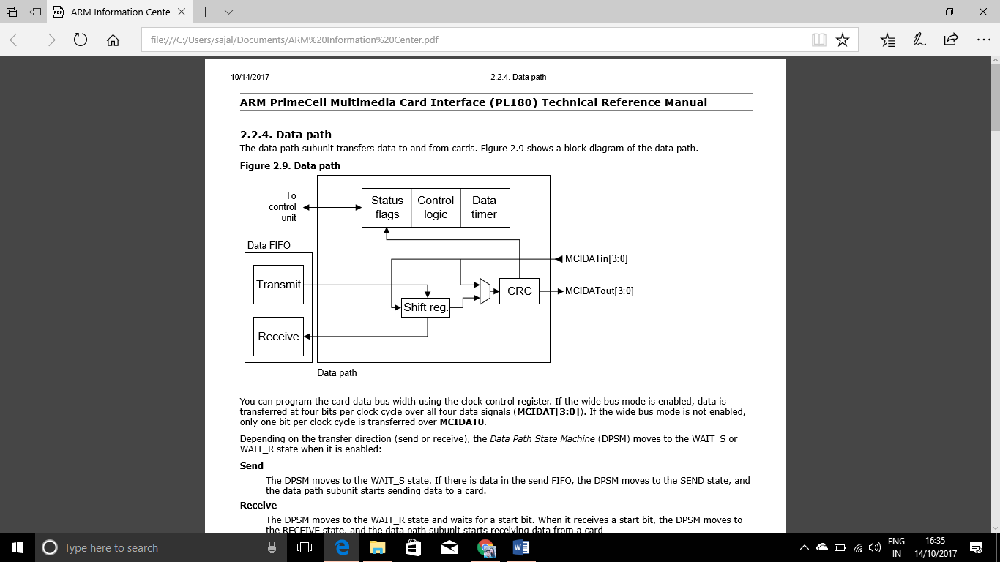 ARM Information Cente
file:///C:/Users/sajal/Documents/ARM%20Information%20Center.pdf
10/14/2017
2.2.4. Data path
ARM PrimeCell Multimedia Card Interface (PL180) Technical Reference Manual
2.2.4. Data path
The data path subunit transfers data to and from cards. Figure 2.9 shows a block diagram of the data path.
Figure 2.9. Data path
To
control
unit
Status
flags
Control
logic
Data
timer
Data FIFO
MCIDATin[3:0]
Transmit
CRC
MCIDATout[3:0]
Shift reg.
Receive
Data path
You can program the card data bus width using the clock control register. If the wide bus mode is enabled, data is
transferred at four bits per clock cycle over all four data signals (MCIDAT[3:0]). If the wide bus mode is not enabled,
only one bit per clock cycle is transferred over MCIDAT0.
Depending on the transfer direction (send or receive), the Data Path State Machine (DPSM) moves to the WAIT_S or
WAIT_R state when it is enabled:
Send
The DPSM moves to the WAIT_S state. If there is data in the send FIFO, the DPSM moves to the SEND state, and
the data path subunit starts sending data to a card.
Receive
The DPSM moves to the WAIT_R state and waits for a start bit. When it receives a start bit, the DPSM moves to
the RECEIVE state, and the data path subunit starts receiving data from a card
Type here to search
ENG
IN
16:35
14/10/2017